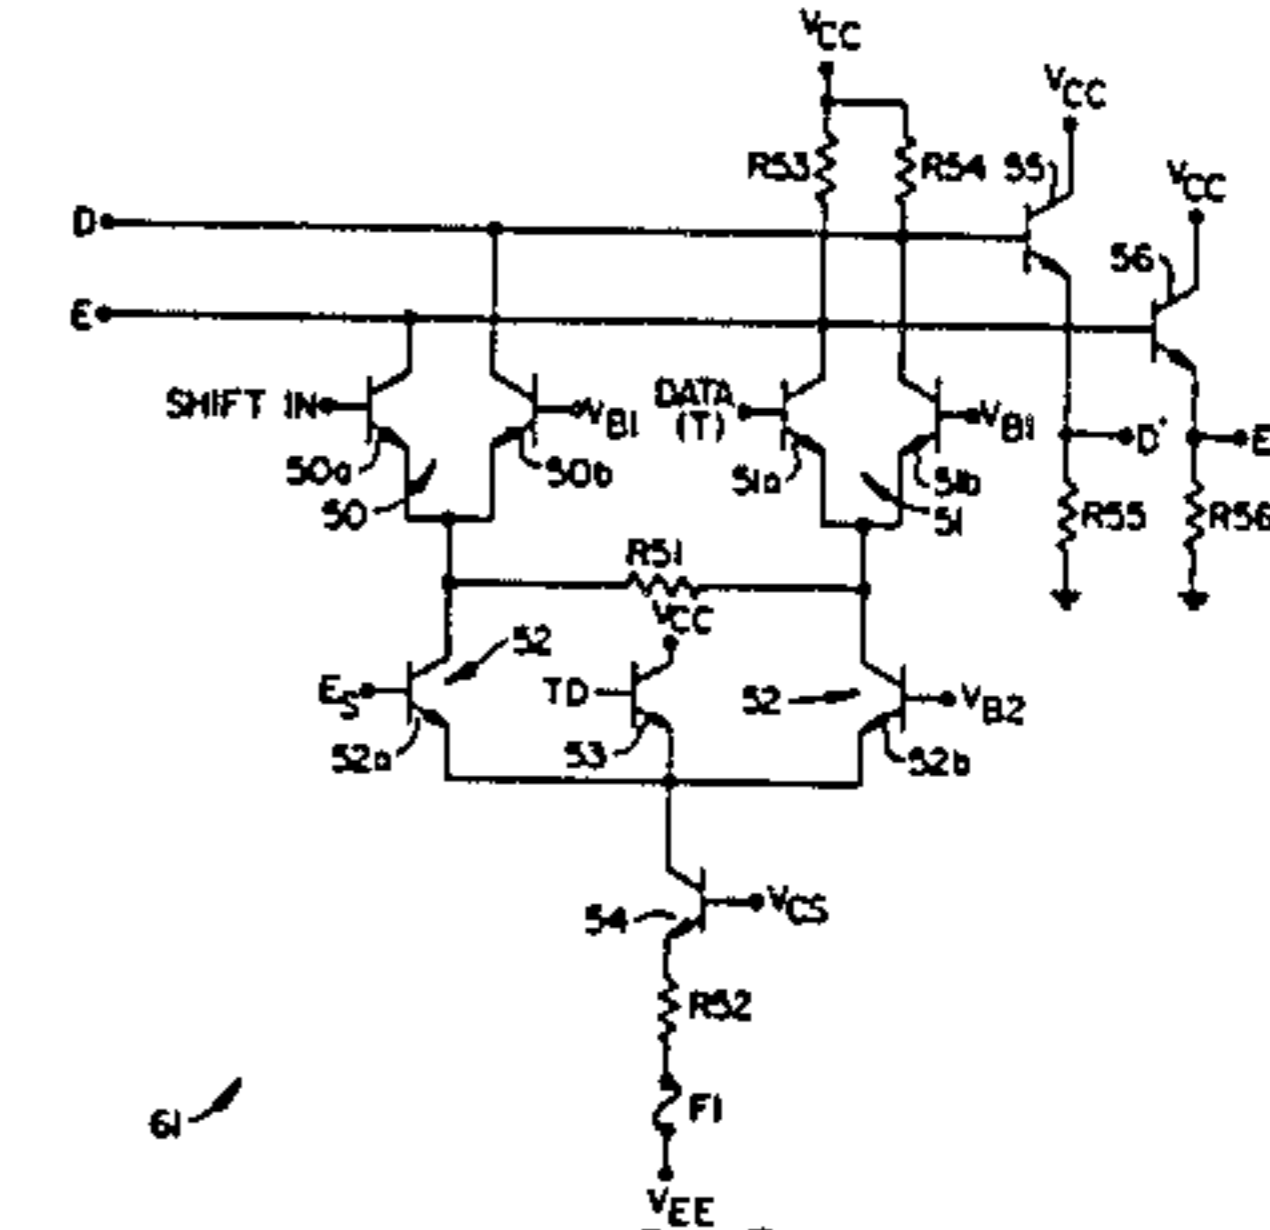 VCC
VCC
R53
R54
55
VCC
D
56
E
SHIFT IN
VB1
DATA
(T)
VB1
D'
E
50a
50b
51a
51b
50
51
R55
R56
R51
VCC
52
ES
TD
52
VB2
52a
53
52b
VCS
54
R52
61
F1
VEE